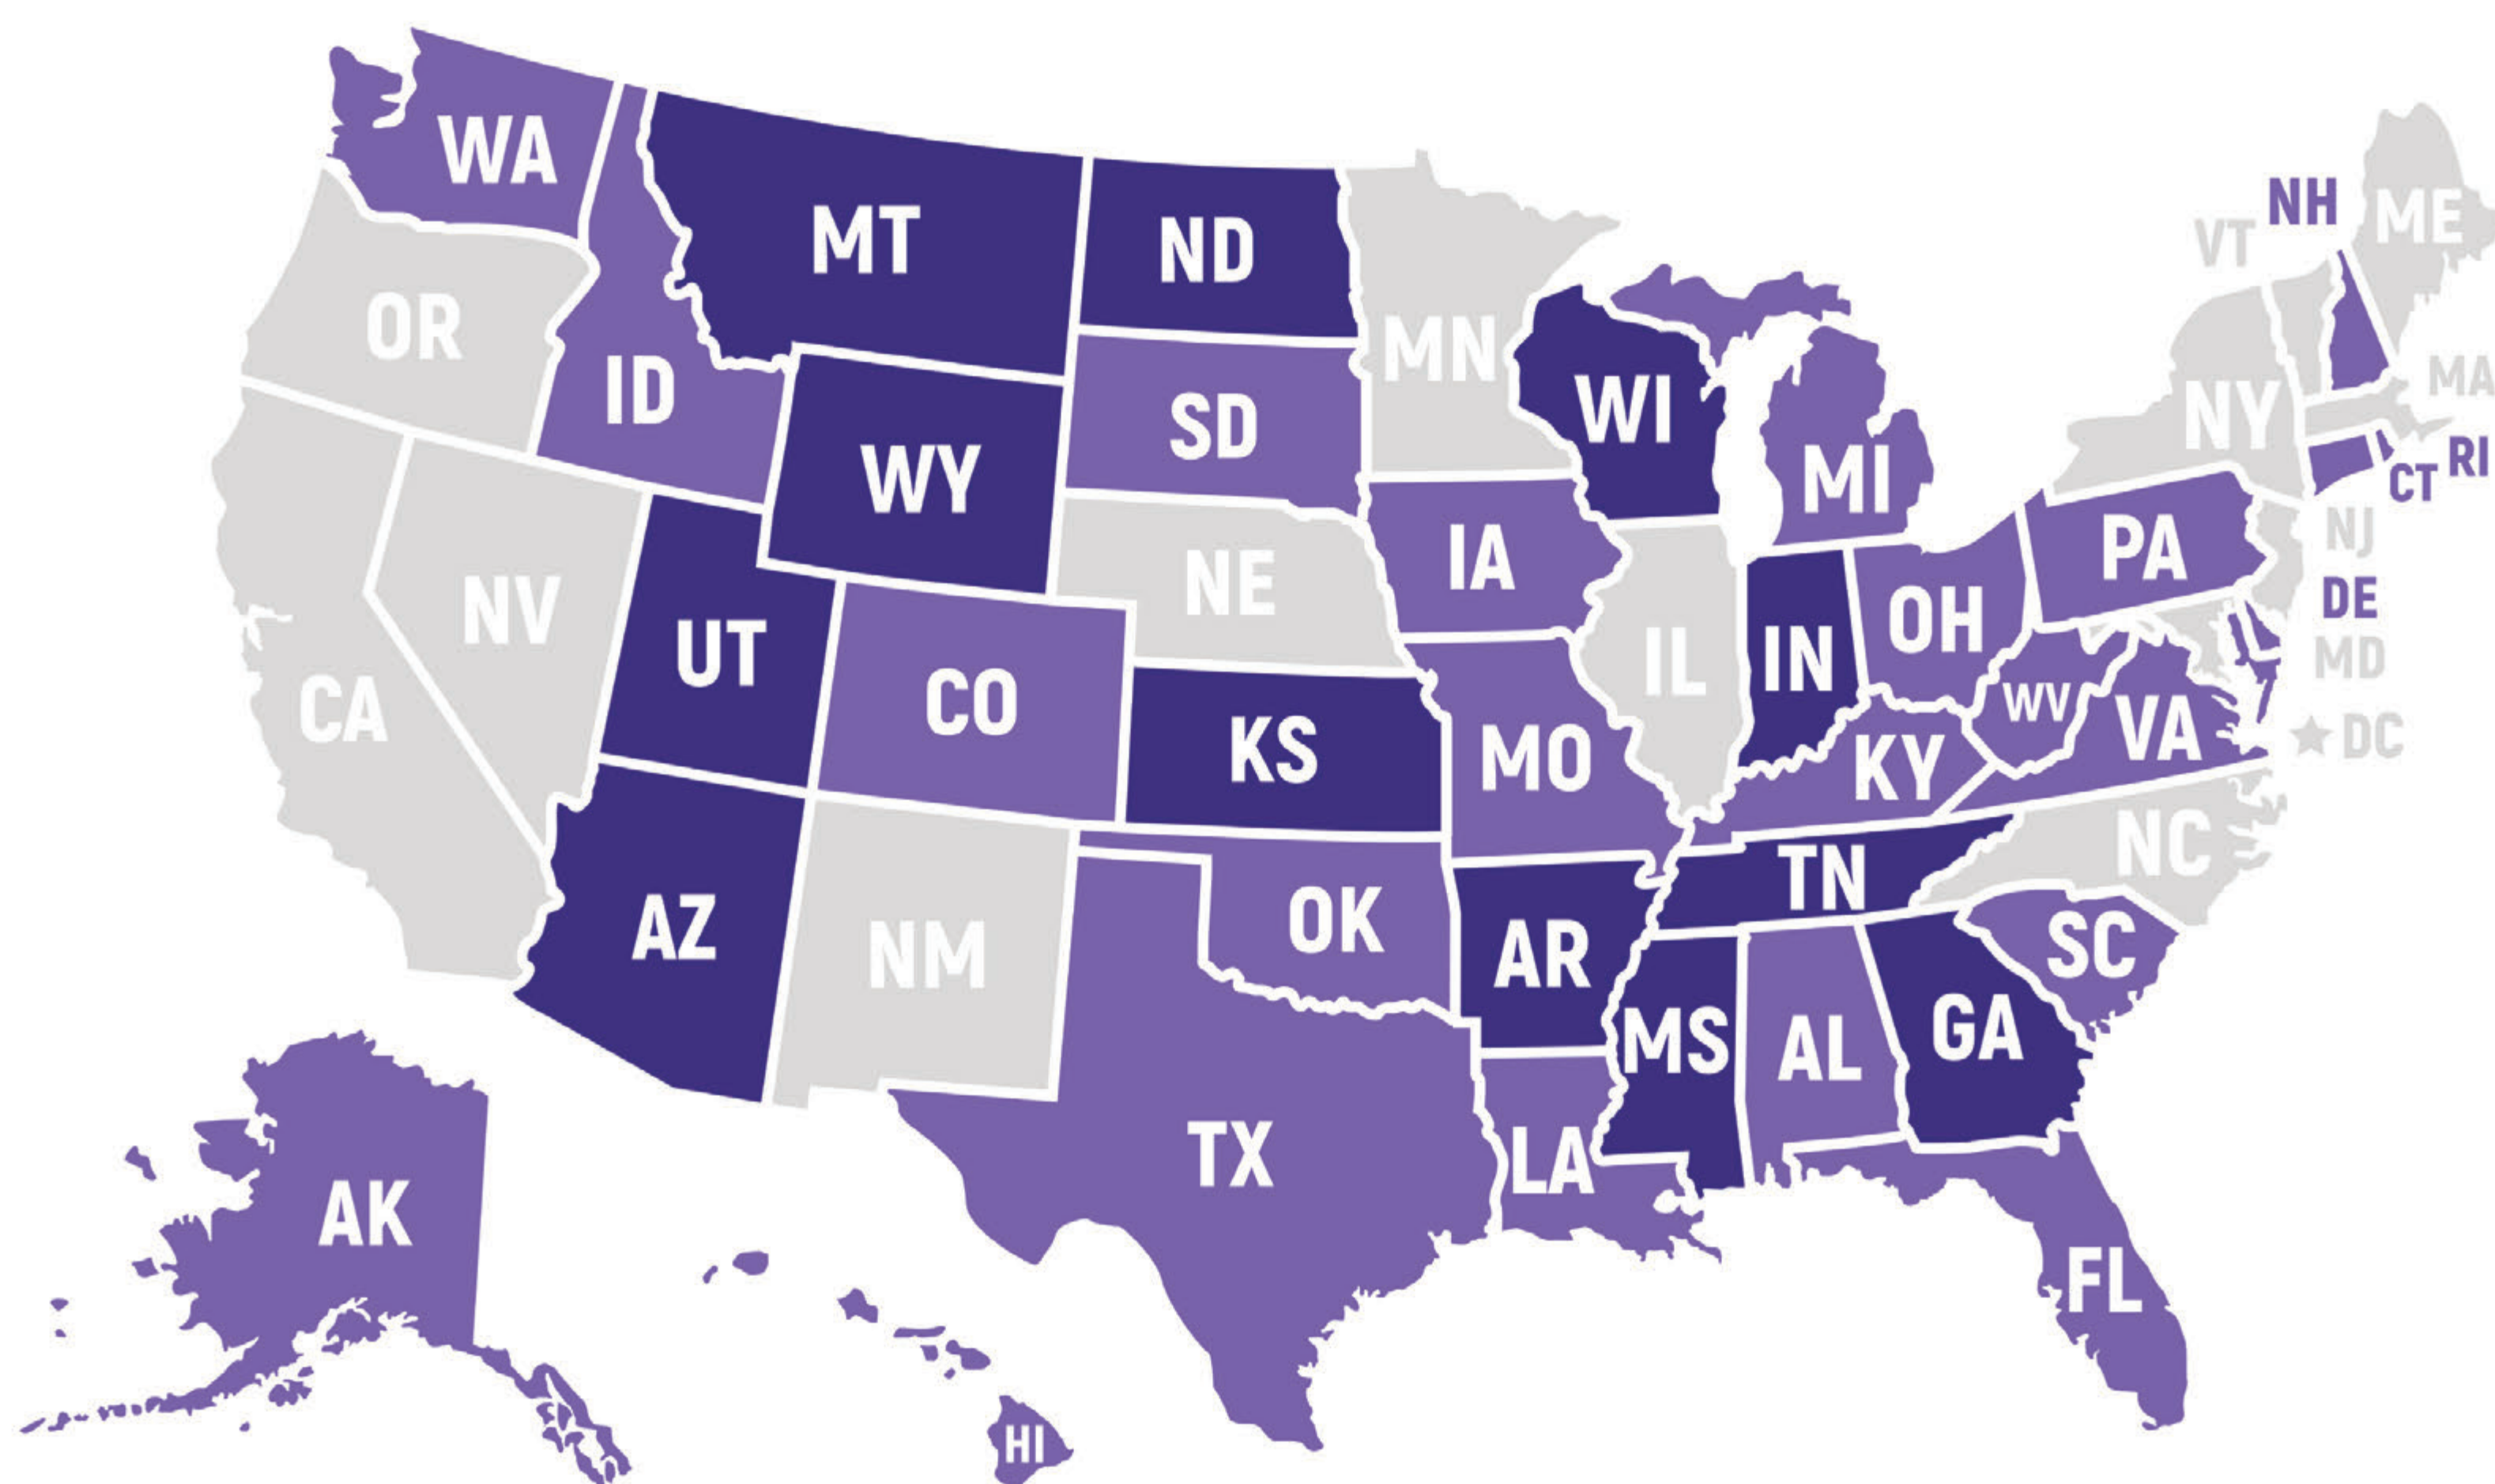 WA
MT
ND
NH
ME
VT
OR
MN
ID
WI
MA
NY
SD
WY
MI
RI
CT
IA
PA
NJ
NE
NV
OH
DE
UT
IL
IN
MD
CO
CA
WV
VA
KS
MO
KY
DC
NC
TN
OK
AZ
NM
AR
SC
MS
AL
GA
TX
LA
AK
FL
HI